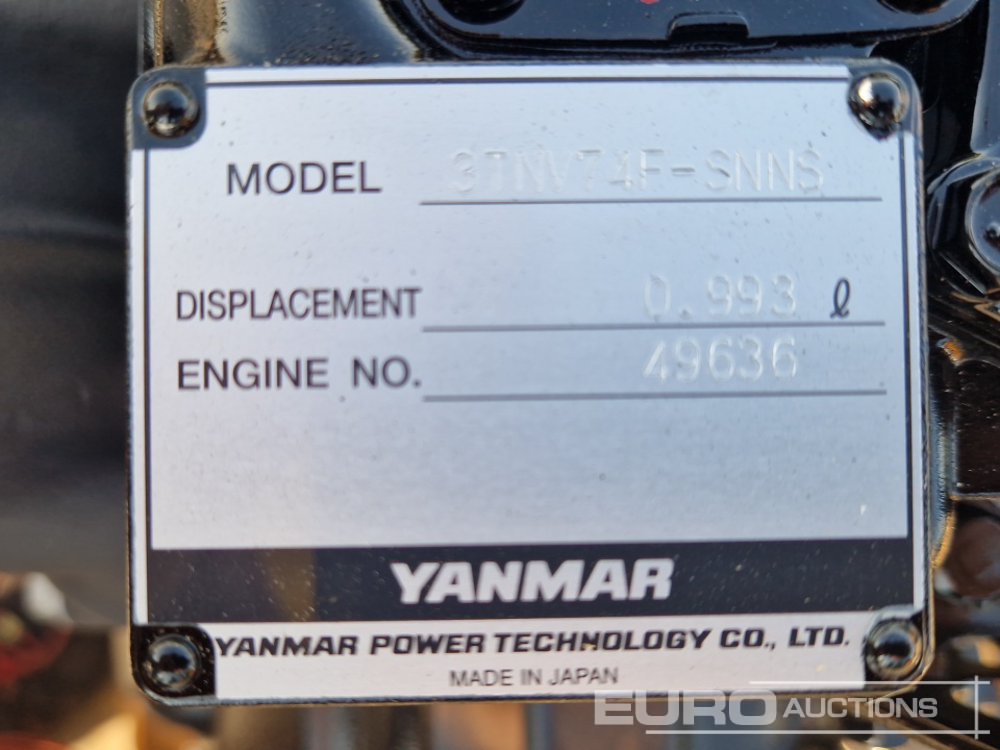 MODEL 3TNV74F-SNNS
DISPLACEMENT 0.993 ℓ
ENGINE NO. 49636
YANMAR
YANMAR POWER TECHNOLOGY CO., LTD.
MADE IN JAPAN
EURO AUCTIONS